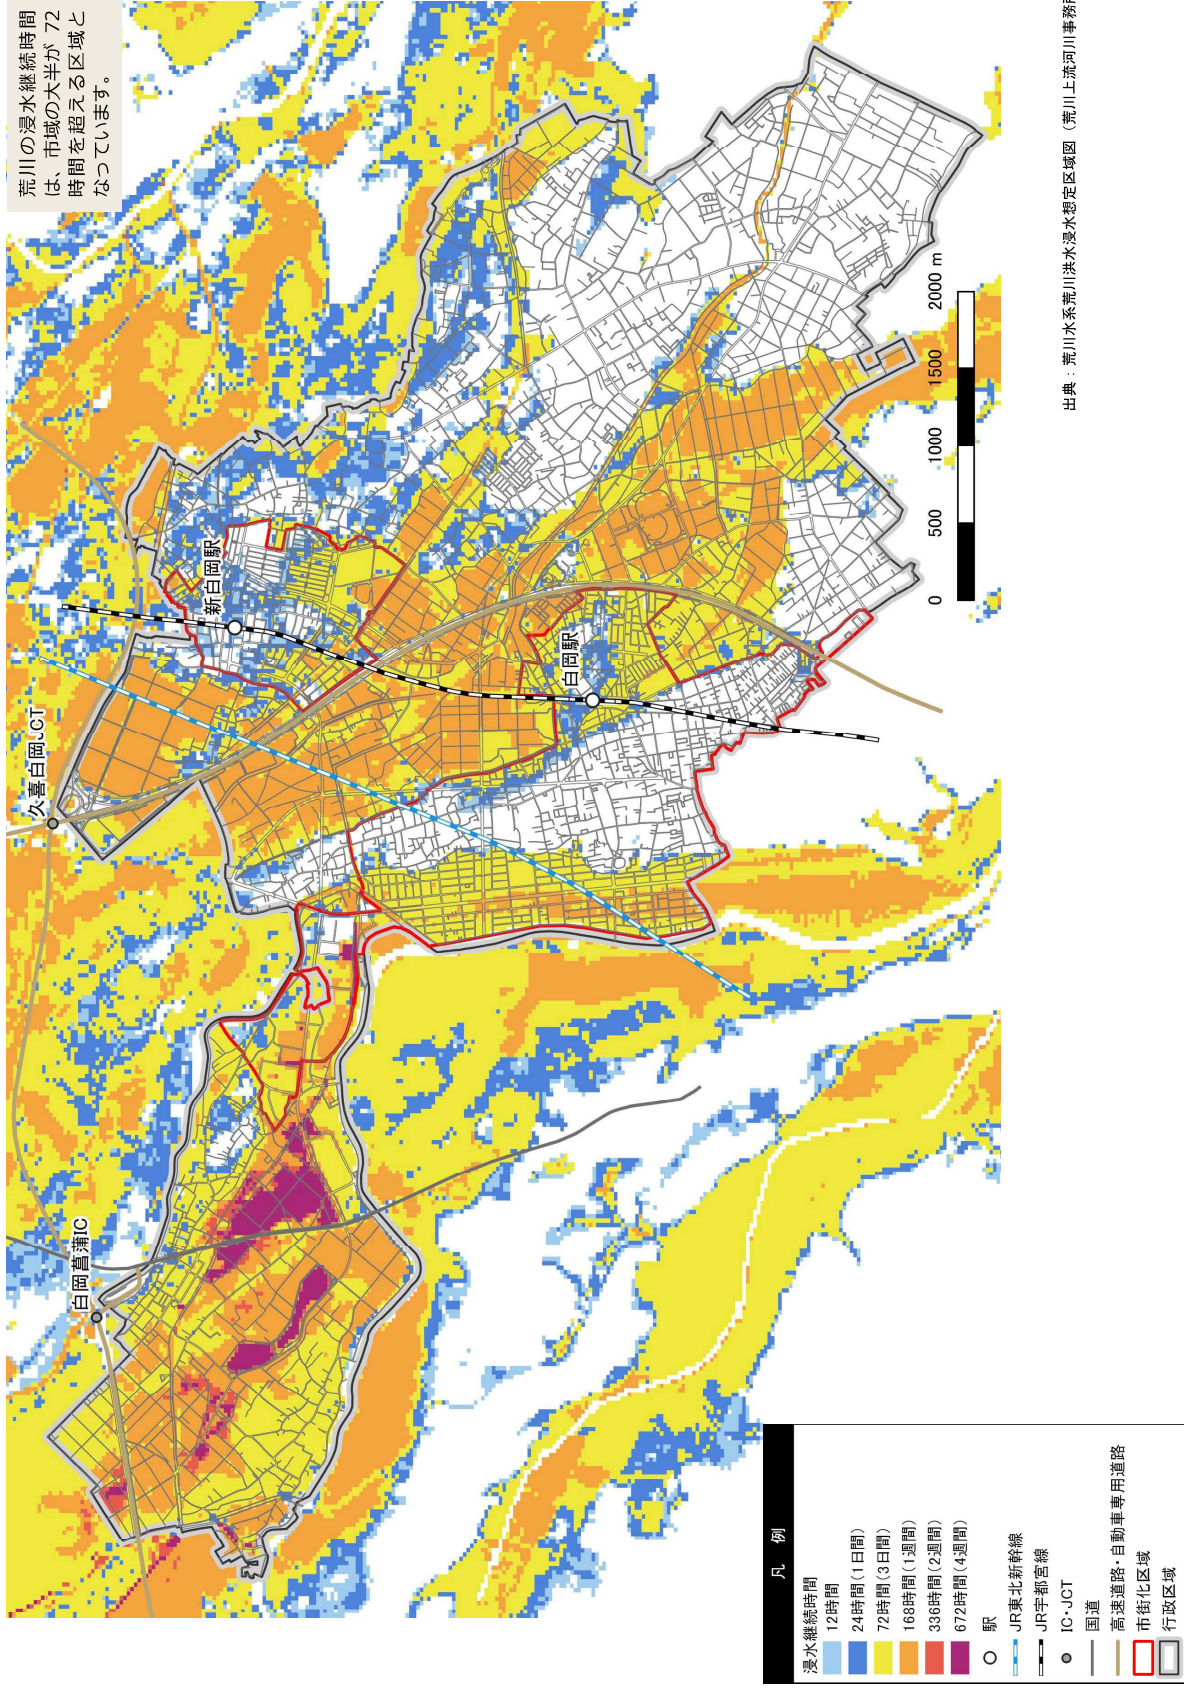 荒川の浸水継続時間
は、市域の大半が 72
時間を超える区域と
なっています。
久喜白岡JCT
新白岡駅
白岡菖蒲IC
白岡駅
0 500 1000 1500 2000 m
凡 例
浸水継続時間
12時間
24時間(1日間)
72時間(3日間)
168時間(1週間)
336時間(2週間)
672時間(4週間)
駅
JR東北新幹線
JR宇都宮線
IC・JCT
国道
高速道路・自動車専用道路
市街化区域
行政区域
出典:荒川水系荒川洪水浸水想定区域図(荒川上流河川事務所